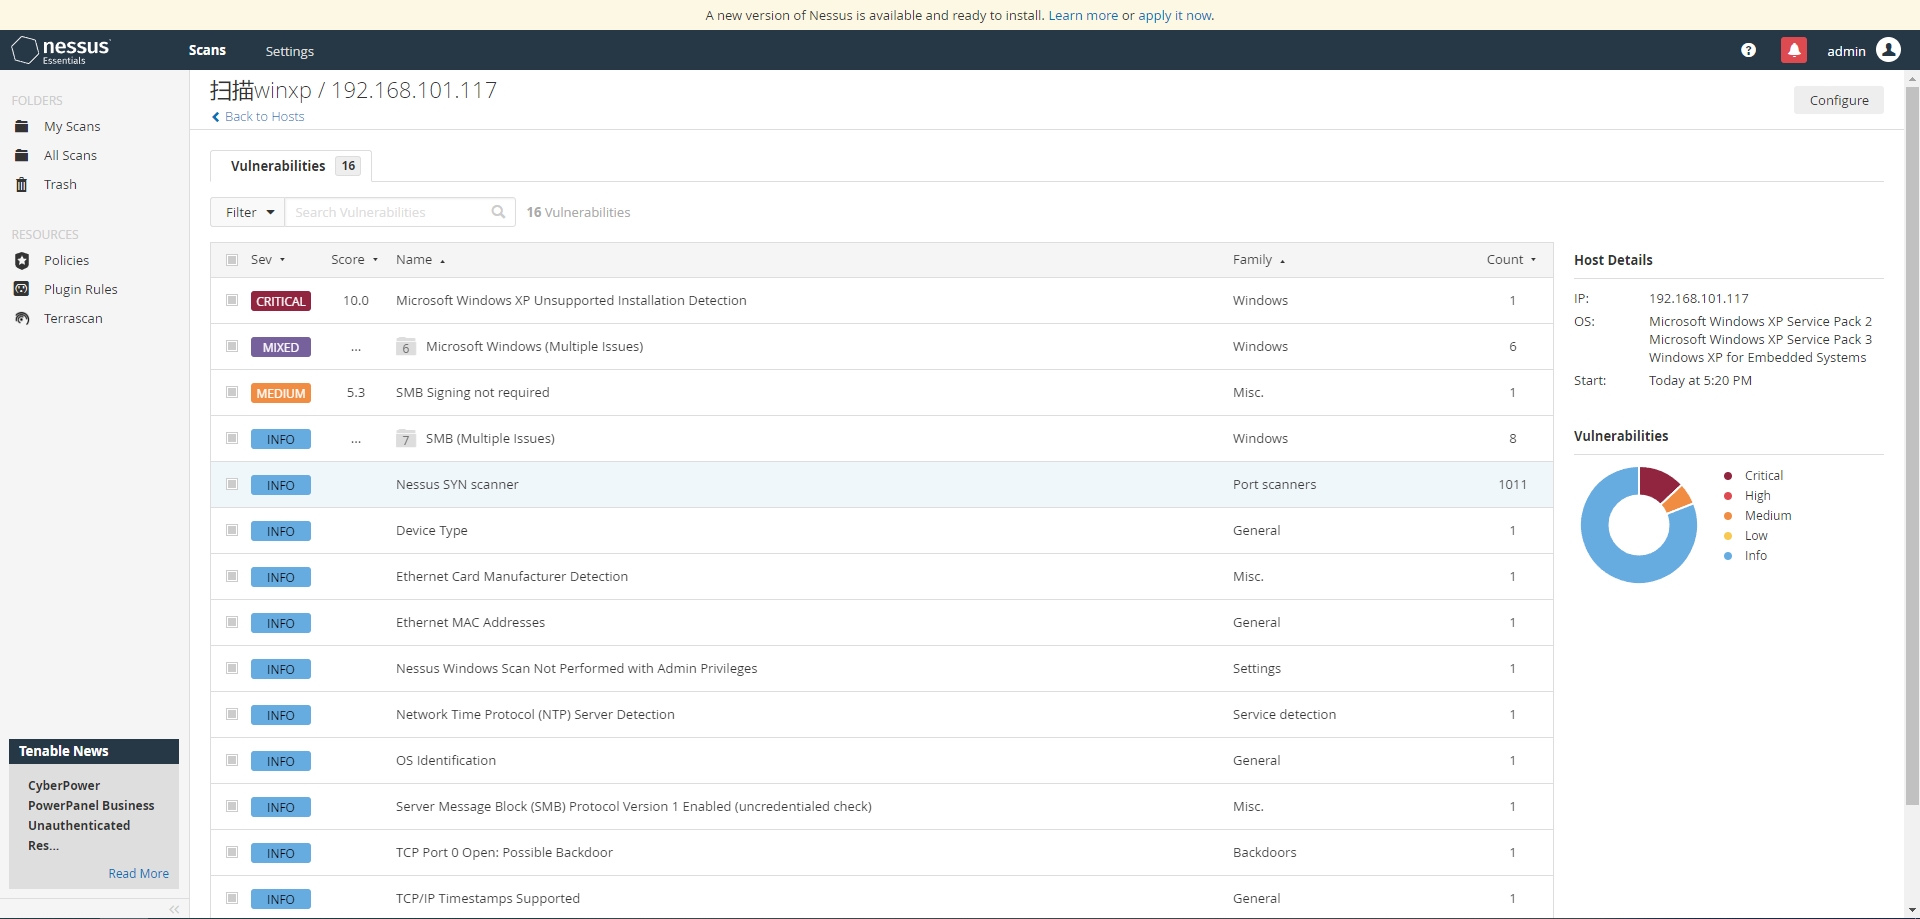 A new version of Nessus is available and ready to install. Learn more or apply it now.
nessus
Essentials
Scans
Settings
?
admin
FOLDERS
My Scans
All Scans
Trash
RESOURCES
Policies
Plugin Rules
Terrascan
Tenable News
CyberPower
PowerPanel Business
Unauthenticated
Res...
Read More
扫描winxp / 192.168.101.117
Back to Hosts
Configure
Vulnerabilities 16
Filter
Search Vulnerabilities
16 Vulnerabilities
Sev Score Name Family Count
CRITICAL 10.0 Microsoft Windows XP Unsupported Installation Detection Windows 1
MIXED ... 6 Microsoft Windows (Multiple Issues) Windows 6
MEDIUM 5.3 SMB Signing not required Misc. 1
INFO ... 7 SMB (Multiple Issues) Windows 8
INFO Nessus SYN scanner Port scanners 1011
INFO Device Type General 1
INFO Ethernet Card Manufacturer Detection Misc. 1
INFO Ethernet MAC Addresses General 1
INFO Nessus Windows Scan Not Performed with Admin Privileges Settings 1
INFO Network Time Protocol (NTP) Server Detection Service detection 1
INFO OS Identification General 1
INFO Server Message Block (SMB) Protocol Version 1 Enabled (uncredentialed check) Misc. 1
INFO TCP Port 0 Open: Possible Backdoor Backdoors 1
INFO TCP/IP Timestamps Supported General 1
Host Details
IP: 192.168.101.117
OS: Microsoft Windows XP Service Pack 2
Microsoft Windows XP Service Pack 3
Windows XP for Embedded Systems
Start: Today at 5:20 PM
Vulnerabilities
Critical
High
Medium
Low
Info